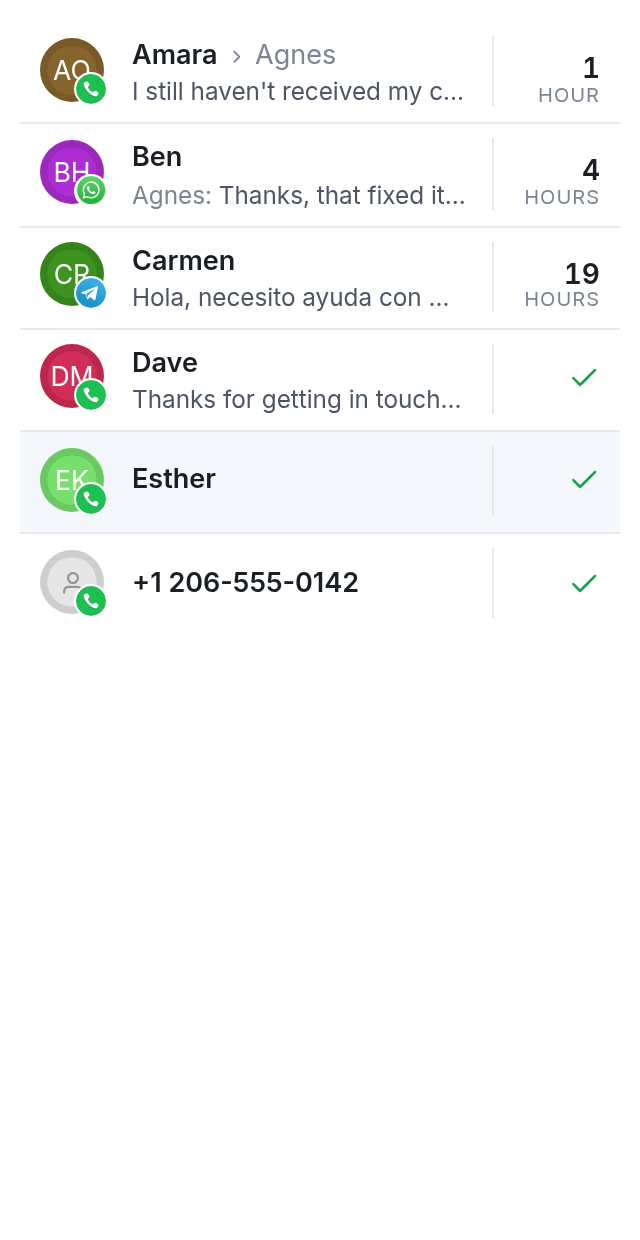 AO
Amara › Agnes
I still haven't received my c...
1
HOUR
BH
Ben
Agnes: Thanks, that fixed it...
4
HOURS
CR
Carmen
Hola, necesito ayuda con ...
19
HOURS
DM
Dave
Thanks for getting in touch...
EK
Esther
+1 206-555-0142